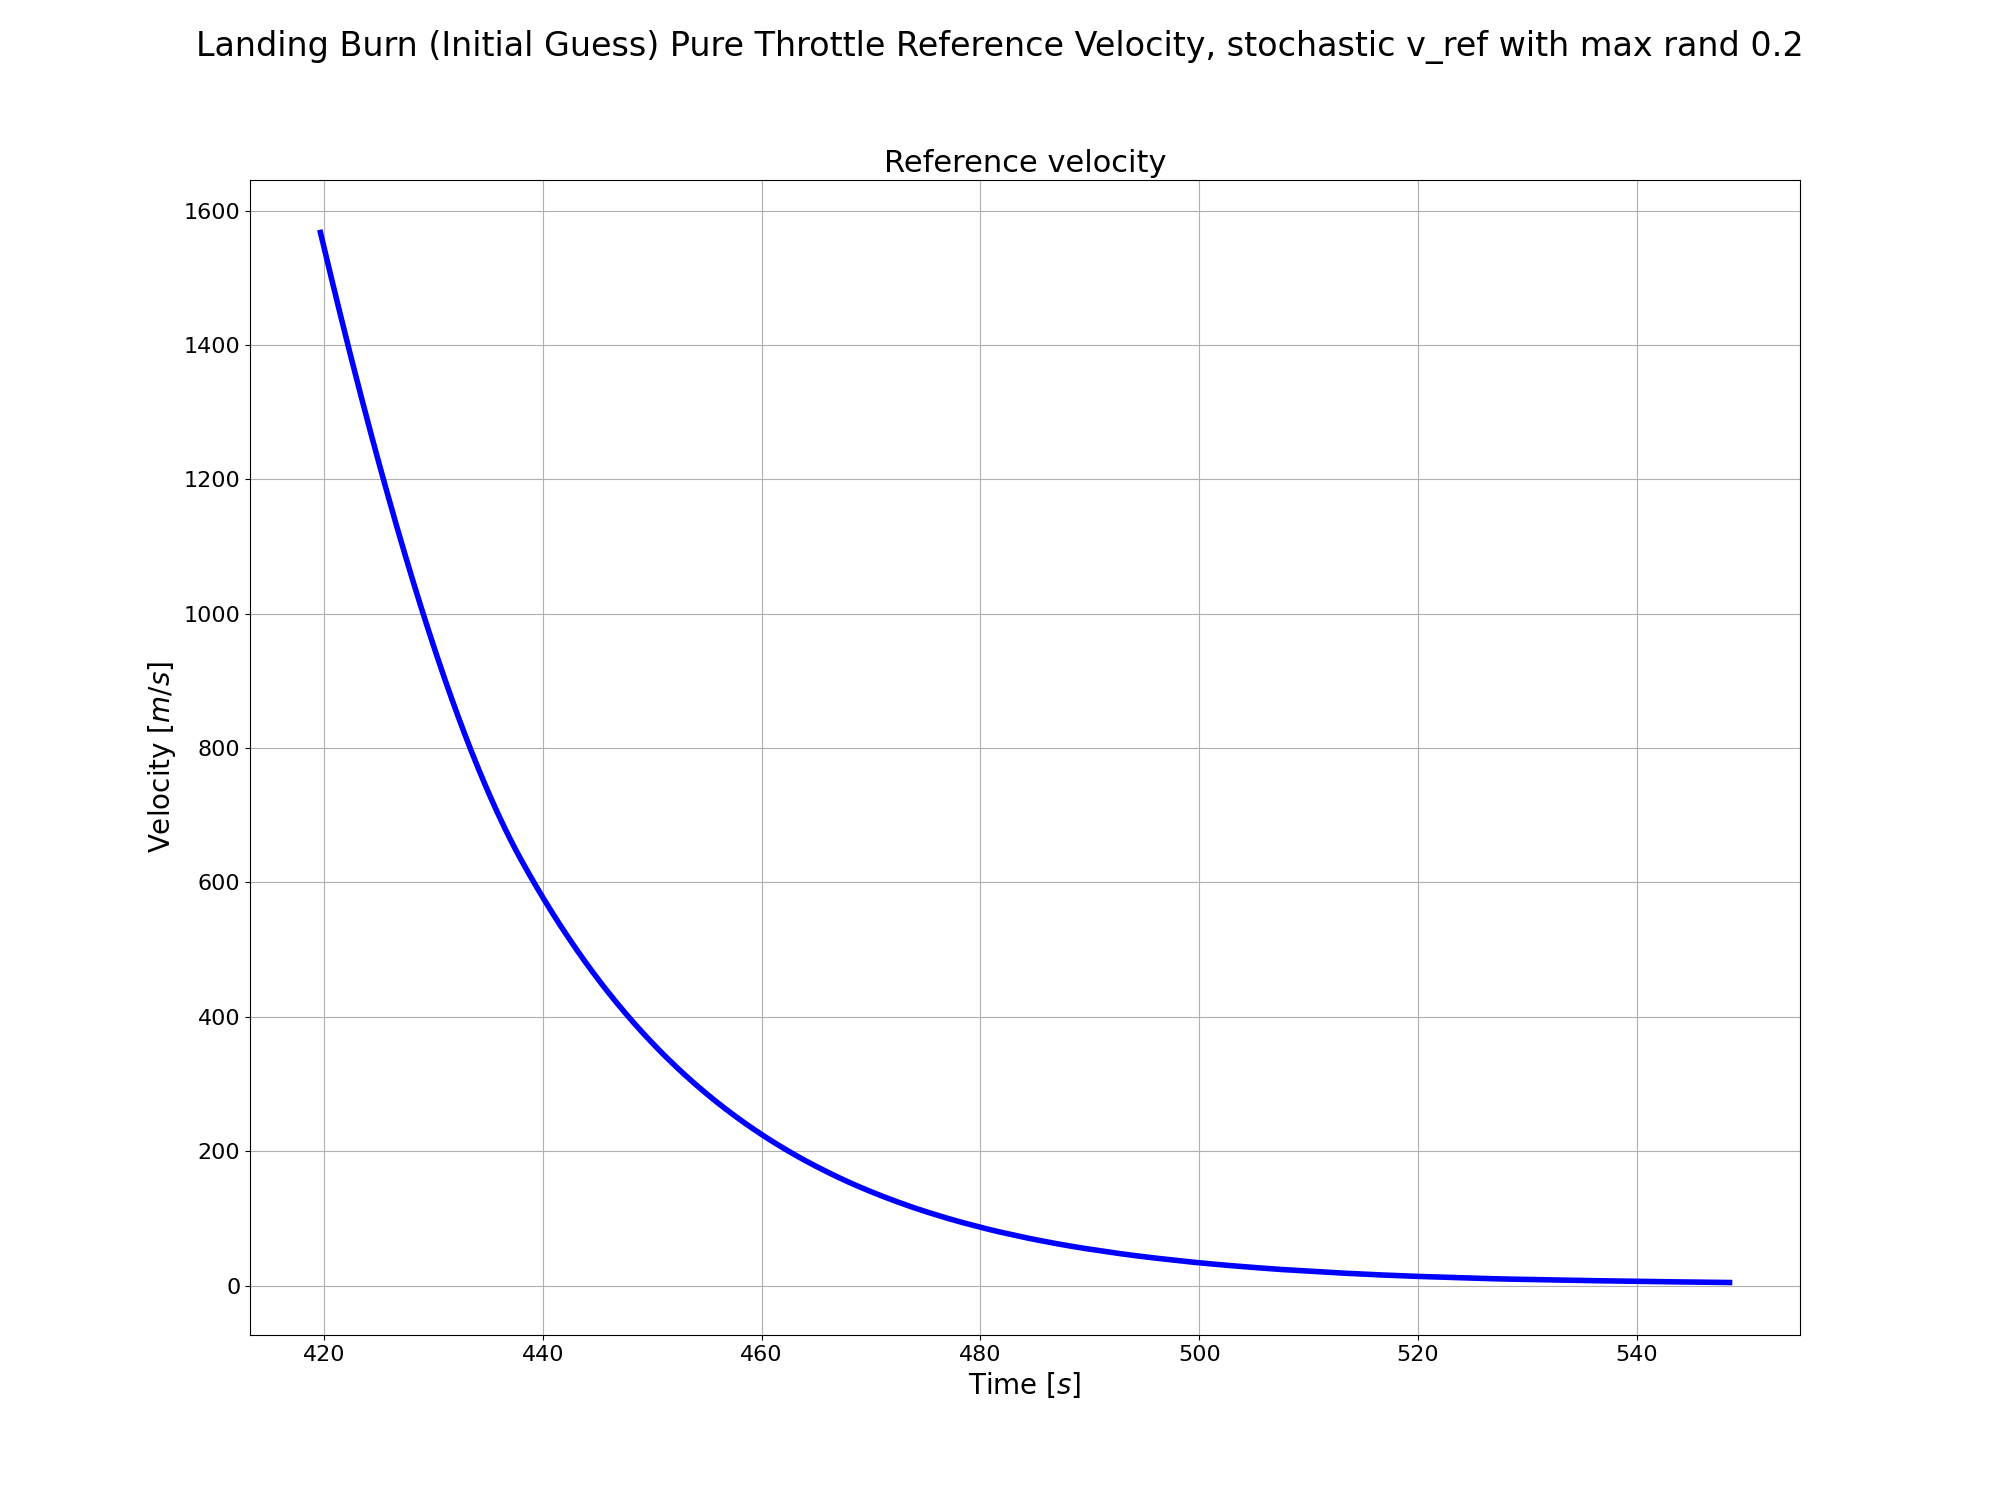 Landing Burn (Initial Guess) Pure Throttle Reference Velocity, stochastic v_ref with max rand 0.2
Reference velocity
1600
1400
1200
1000
800
600
400
200
0
Velocity [m/s]
420 440 460 480 500 520 540
Time [s]